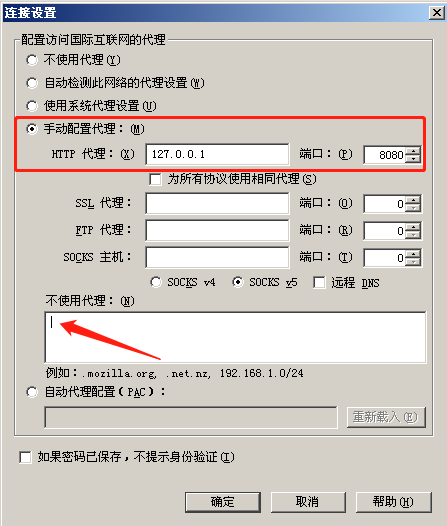 连接设置
配置访问国际互联网的代理
不使用代理(Y)
自动检测此网络的代理设置(W)
使用系统代理设置(U)
手动配置代理：(M)
HTTP 代理：(X) 127.0.0.1 端口：(P) 8080
为所有协议使用相同代理(S)
SSL 代理： 端口：(O) 0
FTP 代理： 端口：(R) 0
SOCKS 主机： 端口：(T) 0
SOCKS v4 SOCKS v5 远程 DNS
不使用代理：(N)
例如：.mozilla.org, .net.nz, 192.168.1.0/24
自动代理配置（PAC）：
重新载入(E)
如果密码已保存，不提示身份验证(I)
确定 取消 帮助(H)